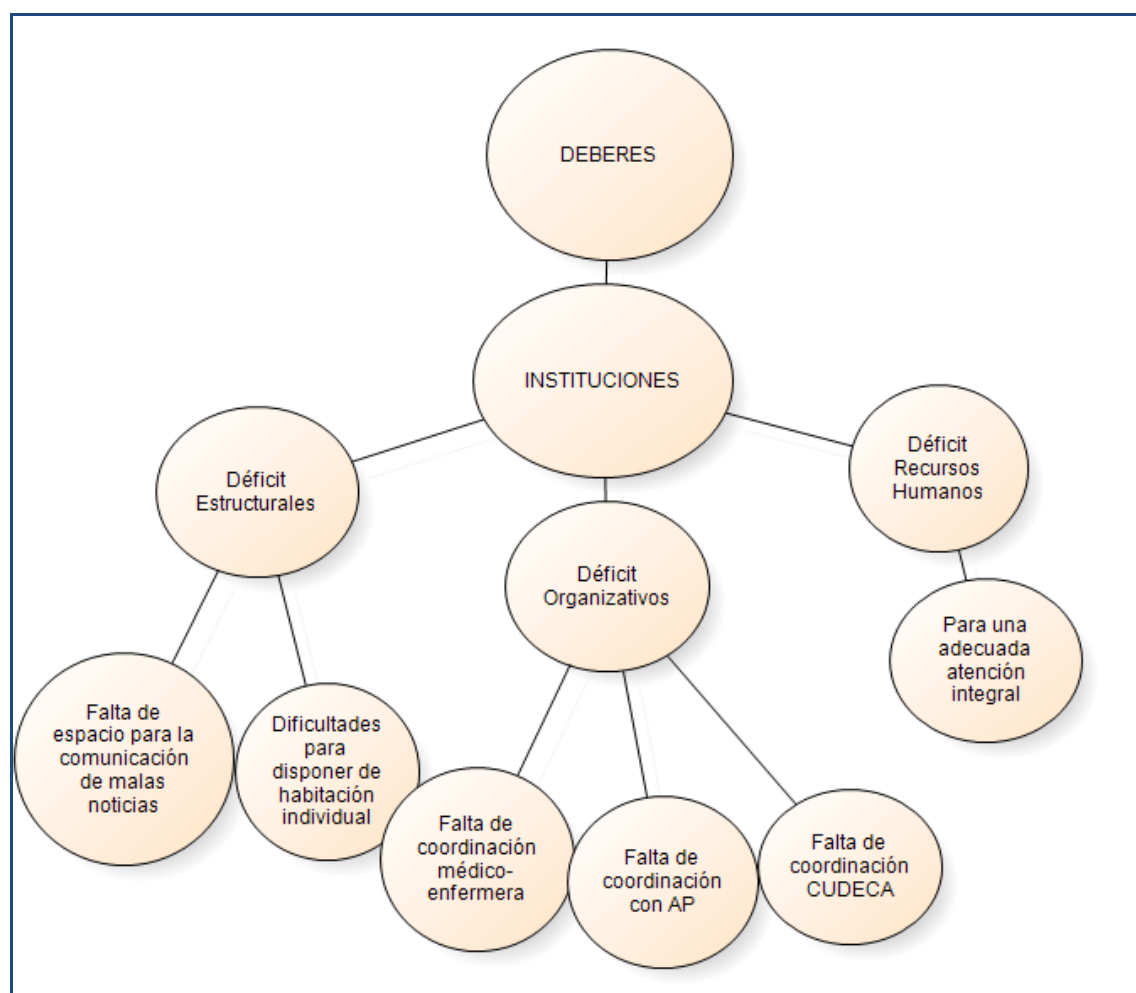 DEBERES
INSTITUCIONES
Déficit
Estructurales
Déficit
Organizativos
Déficit
Recursos
Humanos
Falta de
espacio para la
comunicación
de malas
noticias
Dificultades
para
disponer de
habitación
individual
Falta de
coordinación
médico-
enfermera
Falta de
coordinación
con AP
Falta de
coordinación
CUDECA
Para una
adecuada
atención
integral